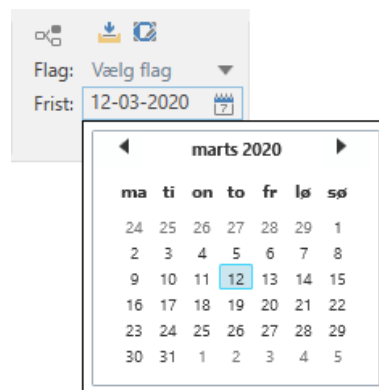 Flag: Vælg flag
Frist: 12-03-2020 7
marts 2020
ma ti on to fr lø sø
24 25 26 27 28 29 1
2 3 4 5 6 7 8
9 10 11 12 13 14 15
16 17 18 19 20 21 22
23 24 25 26 27 28 29
30 31 1 2 3 4 5